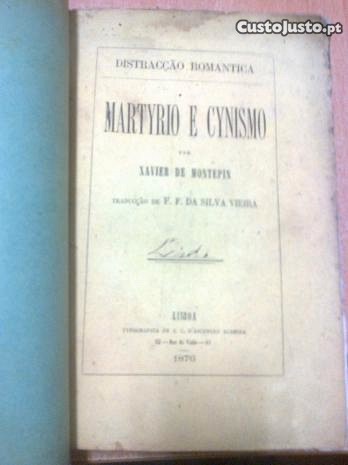 CustoJusto.pt
DISTRACÇÃO ROMANTICA
MARTYRIO E CYNISMO
POR
XAVIER DE MONTEPIN
TRADUCÇÃO DE F. F. DA SILVA VIEIRA
LISBOA
1876